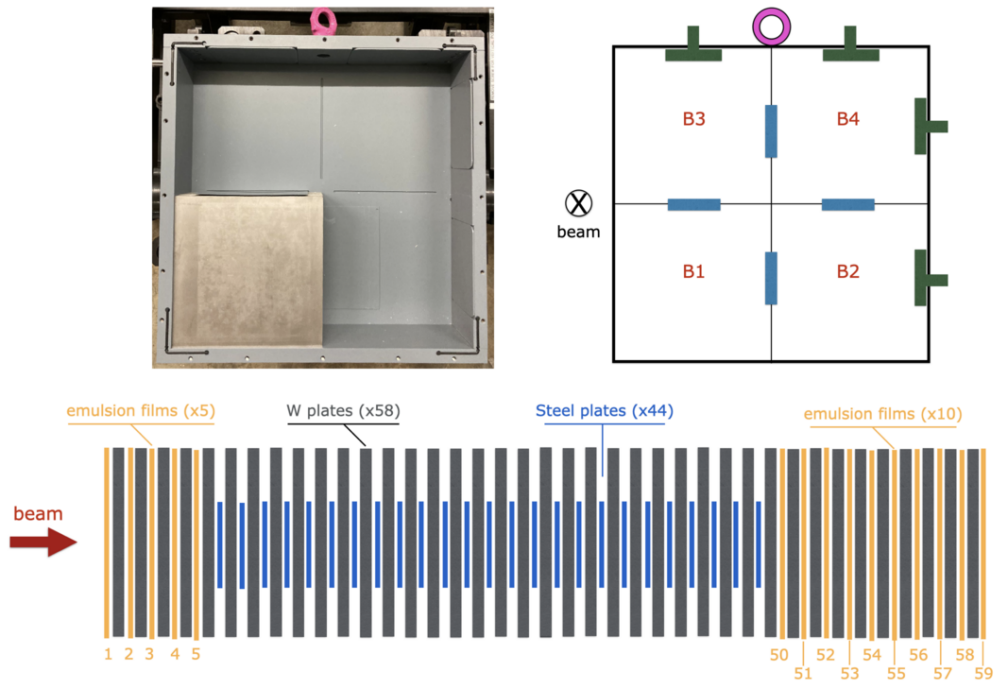 B3
B4
X
beam
B1
B2
emulsion films (x5)
W plates (x58)
Steel plates (x44)
emulsion films (x10)
beam
1 2 3 4 5
50 52 54 56 58
51 53 55 57 59